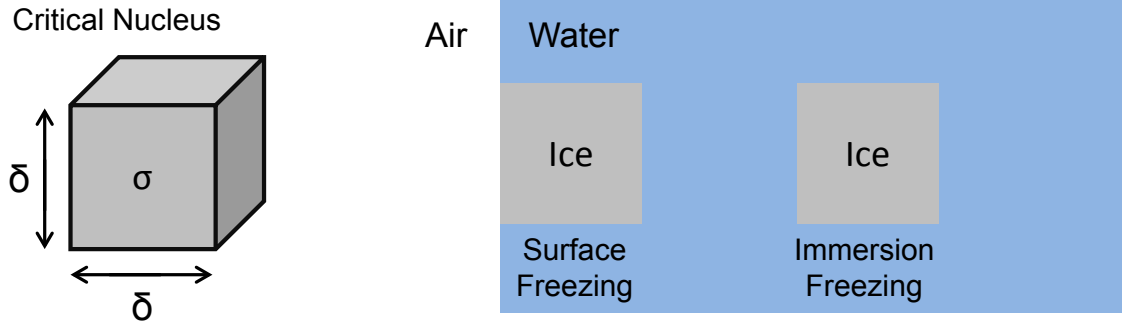 Critical Nucleus
δ
σ
δ
Air
Water
Ice
Surface
Freezing
Ice
Immersion
Freezing